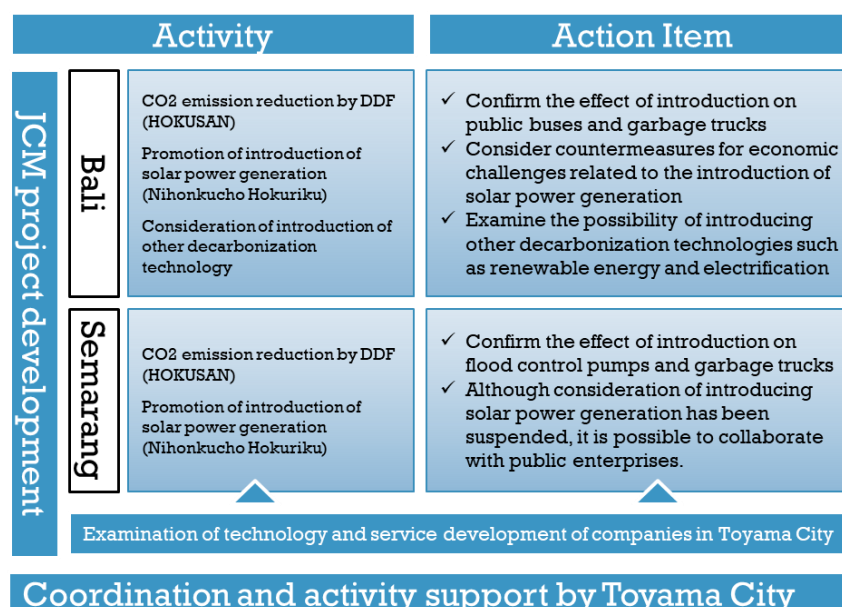 Activity
Action Item
JCM project development
Bali
CO2 emission reduction by DDF
(HOKUSAN)
Promotion of introduction of
solar power generation
(Nihonkucho Hokuriku)
Consideration of introduction of
other decarbonization
technology
✓ Confirm the effect of introduction on
public buses and garbage trucks
✓ Consider countermeasures for economic
challenges related to the introduction of
solar power generation
✓ Examine the possibility of introducing
other decarbonization technologies such
as renewable energy and electrification
Semarang
CO2 emission reduction by DDF
(HOKUSAN)
Promotion of introduction of
solar power generation
(Nihonkucho Hokuriku)
✓ Confirm the effect of introduction on
flood control pumps and garbage trucks
✓ Although consideration of introducing
solar power generation has been
suspended, it is possible to collaborate
with public enterprises.
Examination of technology and service development of companies in Toyama City
Coordination and activity support by Toyama City